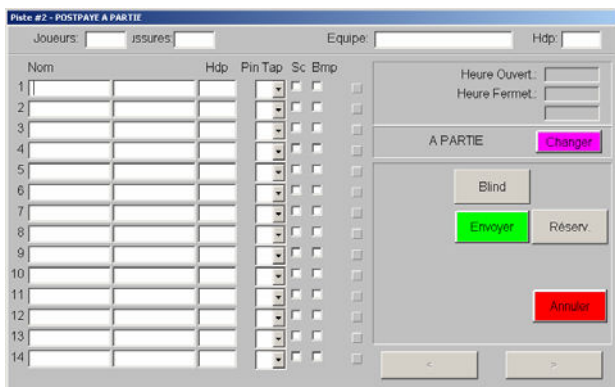 Piste #2 - POSTPAYE A PARTIE
Joueurs: ussures: Equipe: Hdp:
Nom Hdp Pin Tap Sc Bmp
Heure Ouvert.:
Heure Fermet.:
A PARTIE Changer
Blind
Envoyer Réserv.
Annuler
< >
1
2
3
4
5
6
7
8
9
10
11
12
13
14